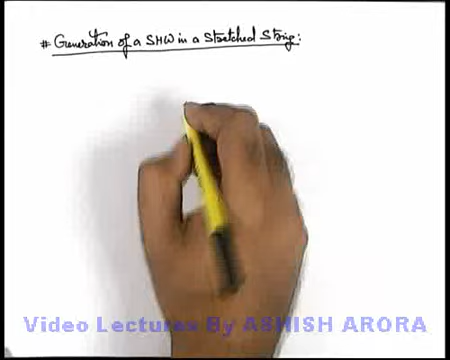 # Generation of a SHW in a Stretched String:
Video Lectures By ASHISH ARORA